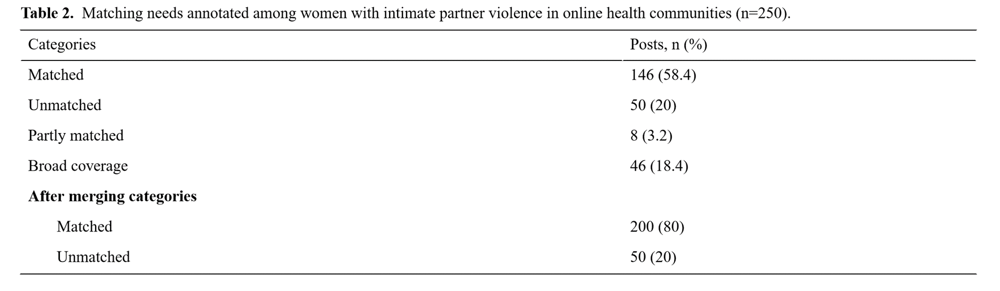 Table 2. Matching needs annotated among women with intimate partner violence in online health communities (n=250).
Categories Posts, n (%)
Matched 146 (58.4)
Unmatched 50 (20)
Partly matched 8 (3.2)
Broad coverage 46 (18.4)
After merging categories
Matched 200 (80)
Unmatched 50 (20)